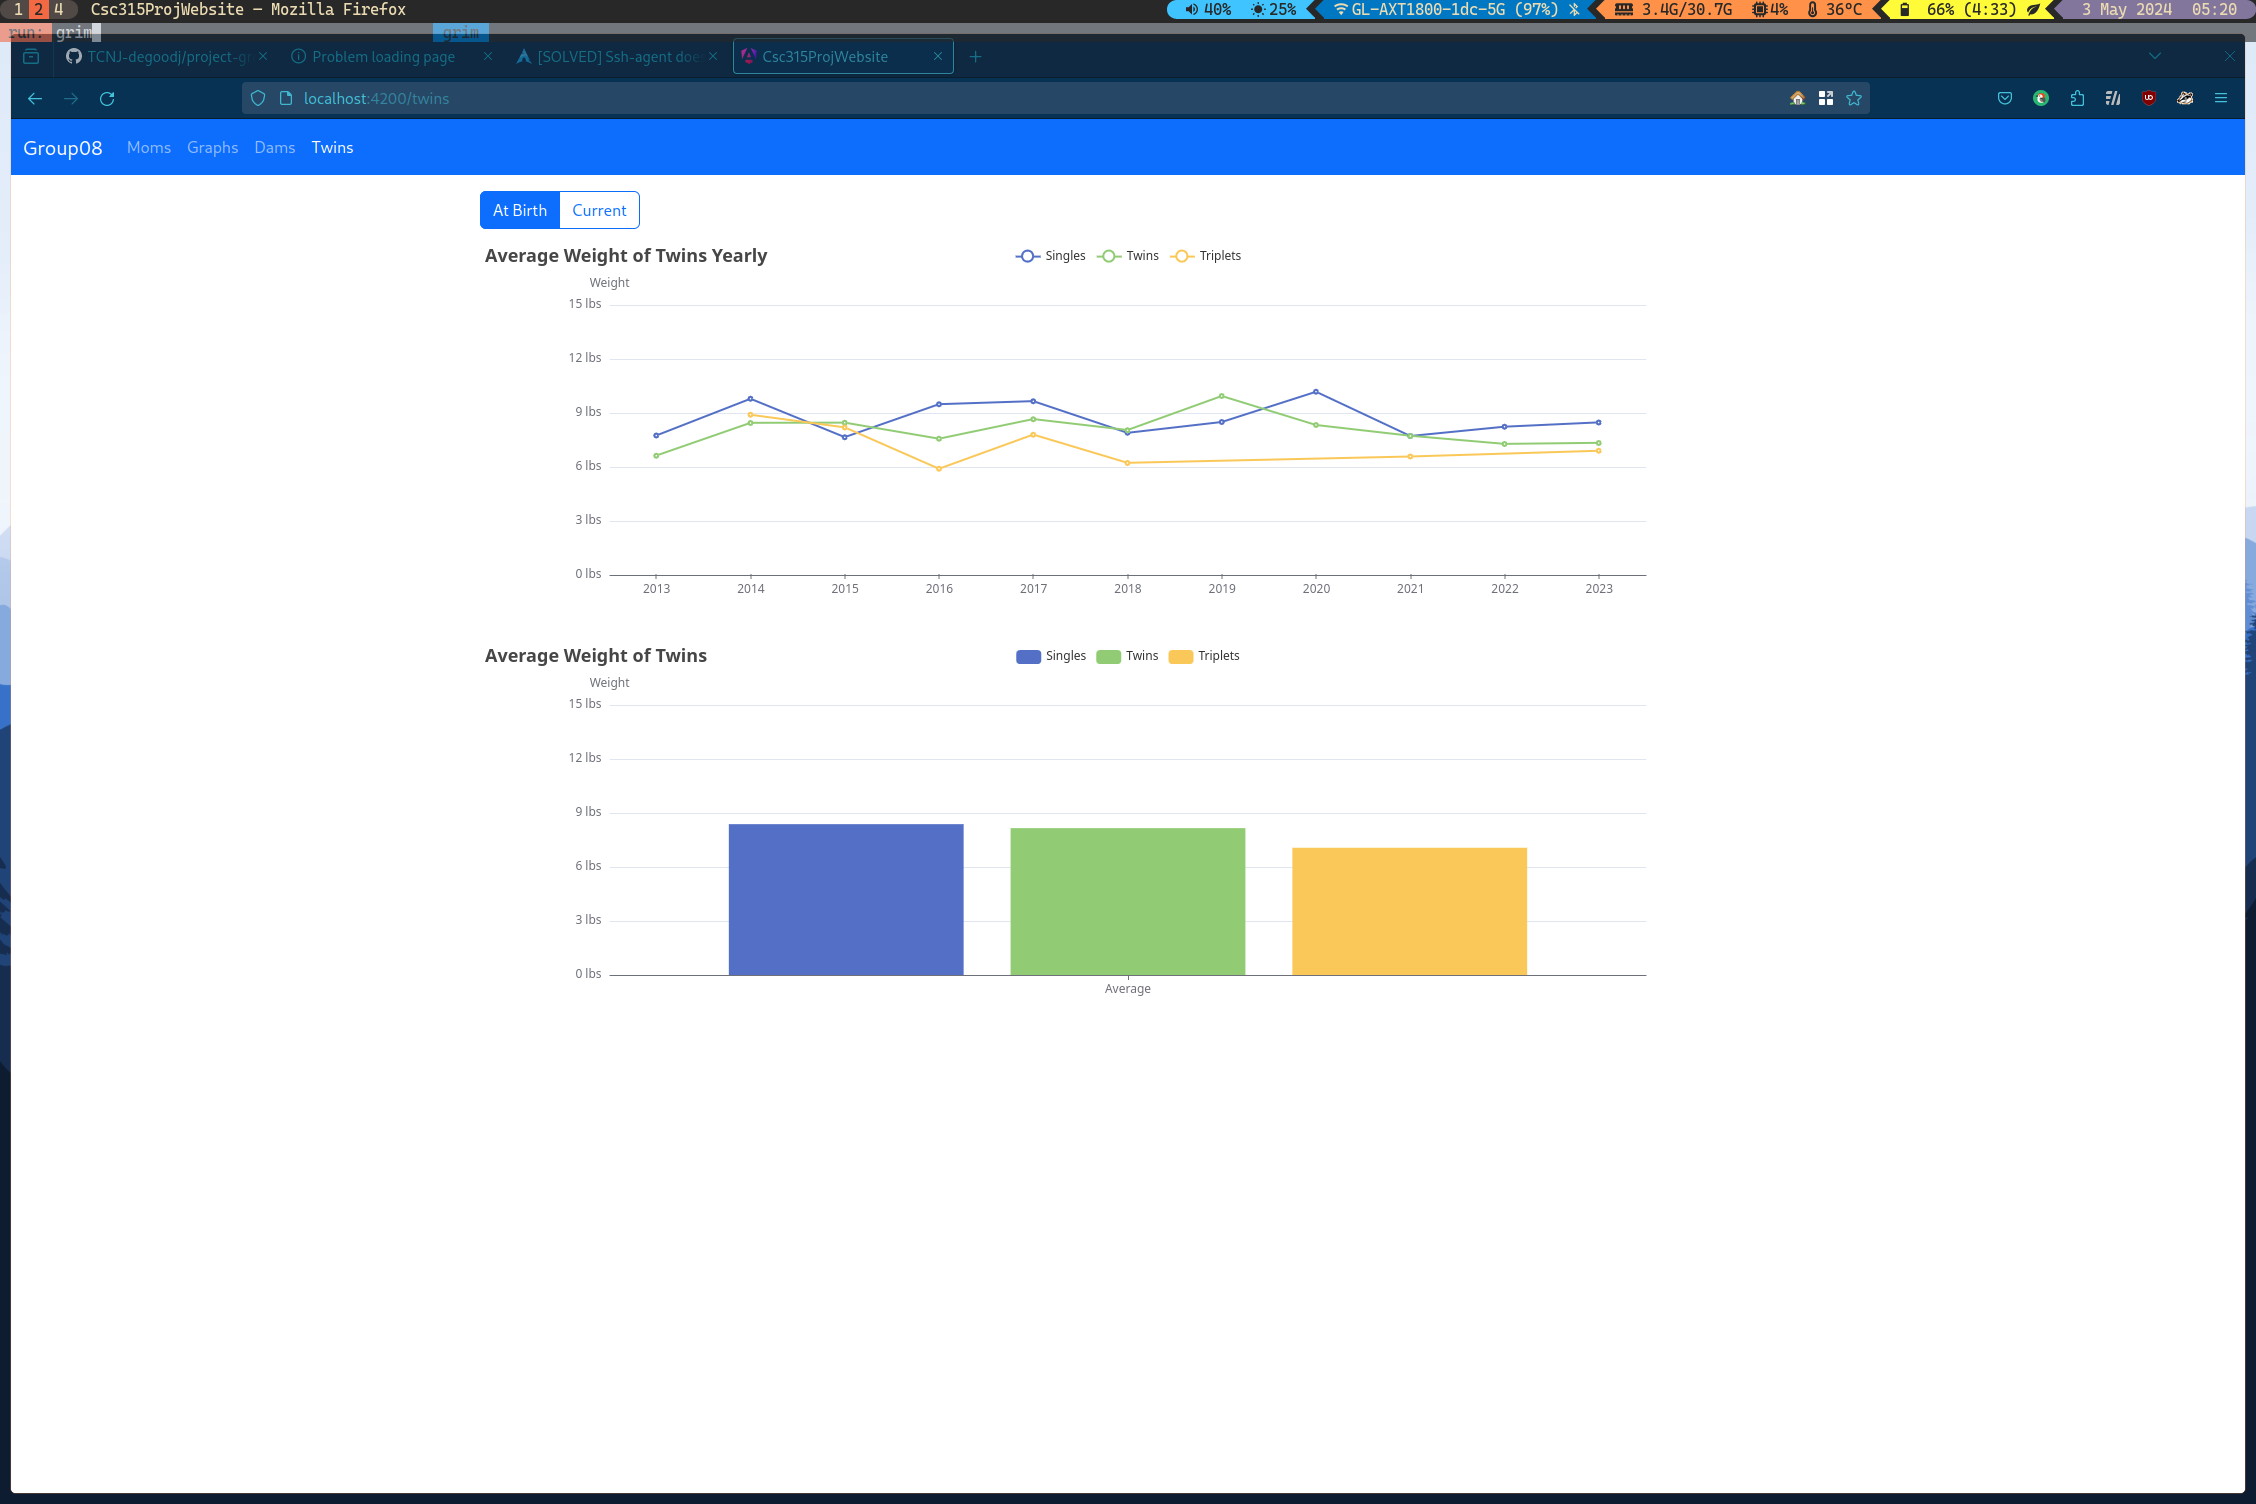 1 2 4 Csc315ProjWebsite — Mozilla Firefox 40% 25% GL-AXT1800-1dc-5G (97%) 3.4G/30.7G 4% 36°C 66% (4:33) 3 May 2024 05:20
run: grim grim
TCNJ-degoodj/project-gr Problem loading page [SOLVED] Ssh-agent doe Csc315ProjWebsite
localhost:4200/twins
Group08 Moms Graphs Dams Twins
At Birth Current
Average Weight of Twins Yearly Singles Twins Triplets
Weight
15 lbs
12 lbs
9 lbs
6 lbs
3 lbs
0 lbs
2013 2014 2015 2016 2017 2018 2019 2020 2021 2022 2023
Average Weight of Twins Singles Twins Triplets
Weight
15 lbs
12 lbs
9 lbs
6 lbs
3 lbs
0 lbs
Average